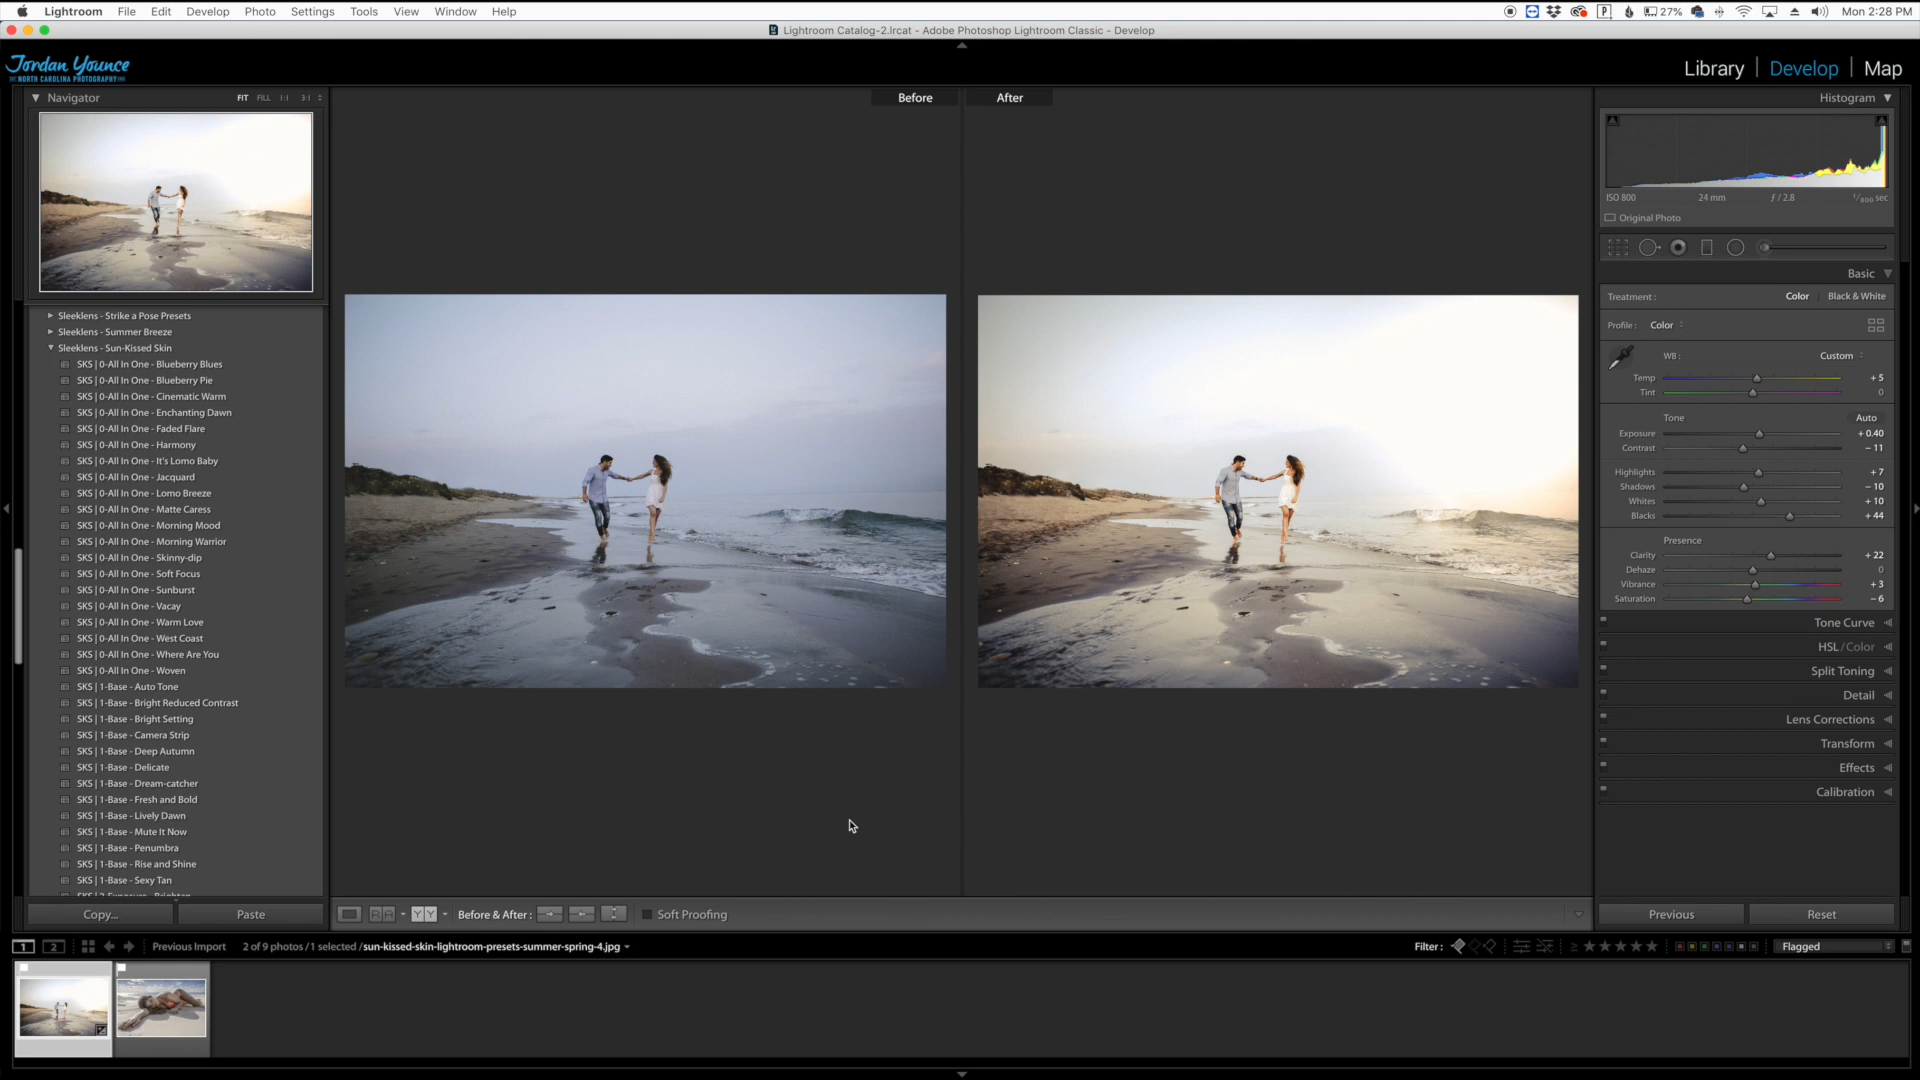 Lightroom File Edit Develop Photo Settings Tools View Window Help
27% Mon 2:28 PM
Lightroom Catalog-2.lrcat - Adobe Photoshop Lightroom Classic - Develop
Jordan Younce
NORTH CAROLINA PHOTOGRAPHY
Library | Develop | Map
Navigator FIT FILL 1:1 3:1
Sleeklens - Strike a Pose Presets
Sleeklens - Summer Breeze
Sleeklens - Sun-Kissed Skin
SKS | 0-All In One - Blueberry Blues
SKS | 0-All In One - Blueberry Pie
SKS | 0-All In One - Cinematic Warm
SKS | 0-All In One - Enchanting Dawn
SKS | 0-All In One - Faded Flare
SKS | 0-All In One - Harmony
SKS | 0-All In One - It's Lomo Baby
SKS | 0-All In One - Jacquard
SKS | 0-All In One - Lomo Breeze
SKS | 0-All In One - Matte Caress
SKS | 0-All In One - Morning Mood
SKS | 0-All In One - Morning Warrior
SKS | 0-All In One - Skinny-dip
SKS | 0-All In One - Soft Focus
SKS | 0-All In One - Sunburst
SKS | 0-All In One - Vacay
SKS | 0-All In One - Warm Love
SKS | 0-All In One - West Coast
SKS | 0-All In One - Where Are You
SKS | 0-All In One - Woven
SKS | 1-Base - Auto Tone
SKS | 1-Base - Bright Reduced Contrast
SKS | 1-Base - Bright Setting
SKS | 1-Base - Camera Strip
SKS | 1-Base - Deep Autumn
SKS | 1-Base - Delicate
SKS | 1-Base - Dream-catcher
SKS | 1-Base - Fresh and Bold
SKS | 1-Base - Lively Dawn
SKS | 1-Base - Mute It Now
SKS | 1-Base - Penumbra
SKS | 1-Base - Rise and Shine
SKS | 1-Base - Sexy Tan
Copy... Paste
Before After
Histogram
ISO 800 24 mm ƒ / 2.8 1/800 sec
Original Photo
Basic
Treatment : Color Black & White
Profile : Color
WB : Custom
Temp + 5
Tint 0
Tone Auto
Exposure + 0.40
Contrast – 11
Highlights + 7
Shadows – 10
Whites + 10
Blacks + 44
Presence
Clarity + 22
Dehaze 0
Vibrance + 3
Saturation – 6
Tone Curve
HSL / Color
Split Toning
Detail
Lens Corrections
Transform
Effects
Calibration
R A Y Y Before & After : Soft Proofing
Previous Reset
1 2 Previous Import 2 of 9 photos / 1 selected / sun-kissed-skin-lightroom-presets-summer-spring-4.jpg
Filter : ≥ ★★★★★ Flagged